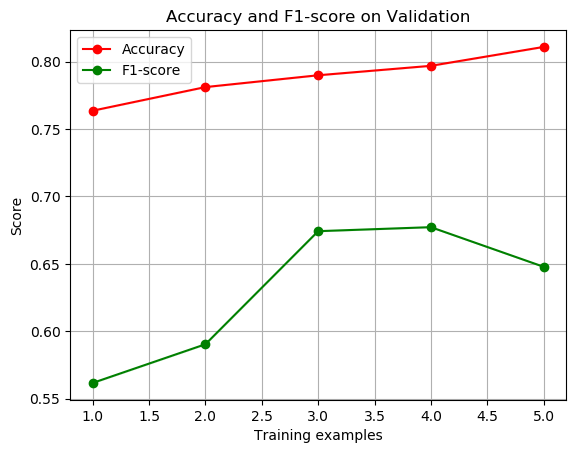 Accuracy and F1-score on Validation
Accuracy
F1-score
0.80
0.75
0.70
0.65
0.60
0.55
Score
1.0 1.5 2.0 2.5 3.0 3.5 4.0 4.5 5.0
Training examples